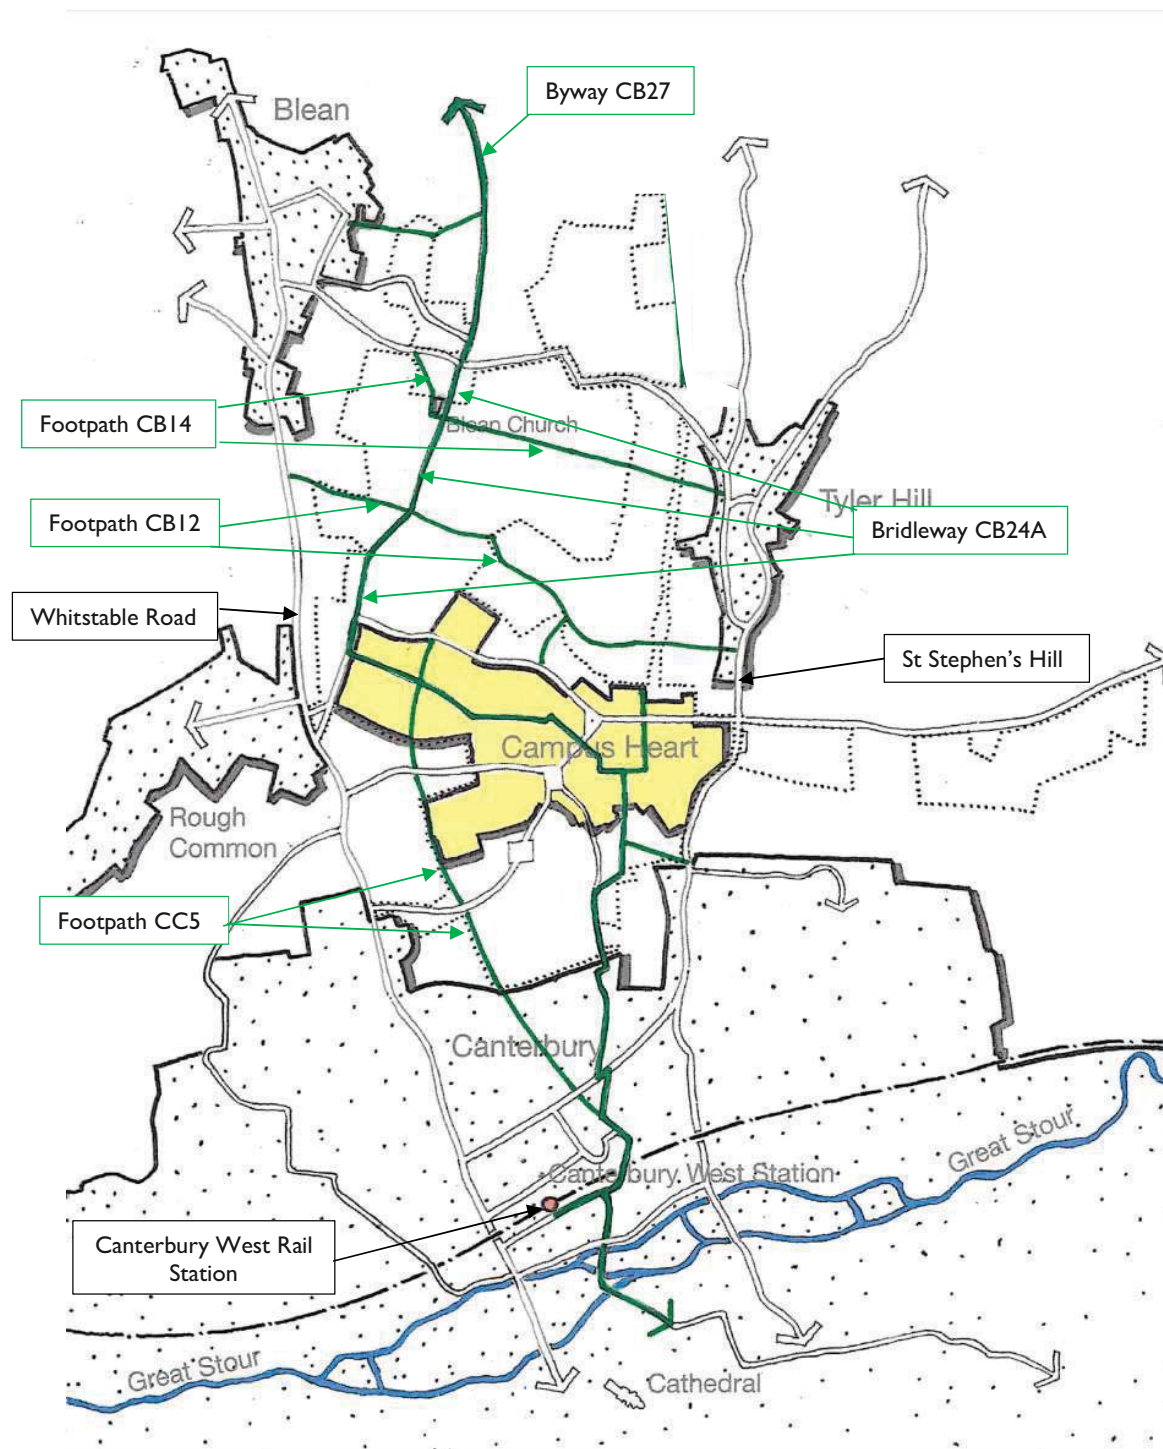 Byway CB27
Blean
Footpath CB14
Blean Church
Tyler Hill
Footpath CB12
Bridleway CB24A
Whitstable Road
St Stephen's Hill
Campus Heart
Rough
Common
Footpath CC5
Canterbury
Great Stour
Canterbury West Station
Canterbury West Rail
Station
Great Stour
Cathedral